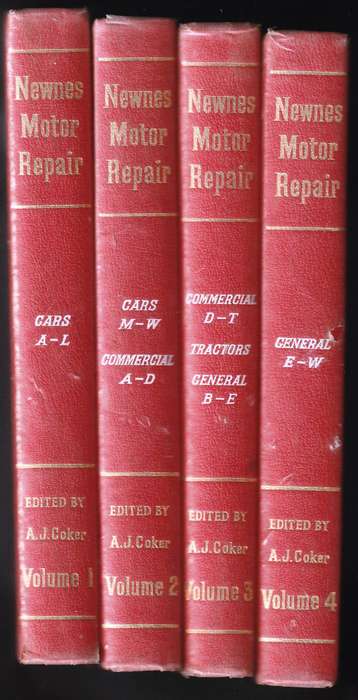 Newnes
Motor
Repair
CARS
A-L
EDITED BY
A.J. Coker
Volume 1
Newnes
Motor
Repair
CARS
M-W
COMMERCIAL
A-D
EDITED BY
A.J. Coker
Volume 2
Newnes
Motor
Repair
COMMERCIAL
D-T
TRACTORS
GENERAL
B-E
EDITED BY
A.J. Coker
Volume 3
Newnes
Motor
Repair
GENERAL
E-W
EDITED BY
A.J. Coker
Volume 4